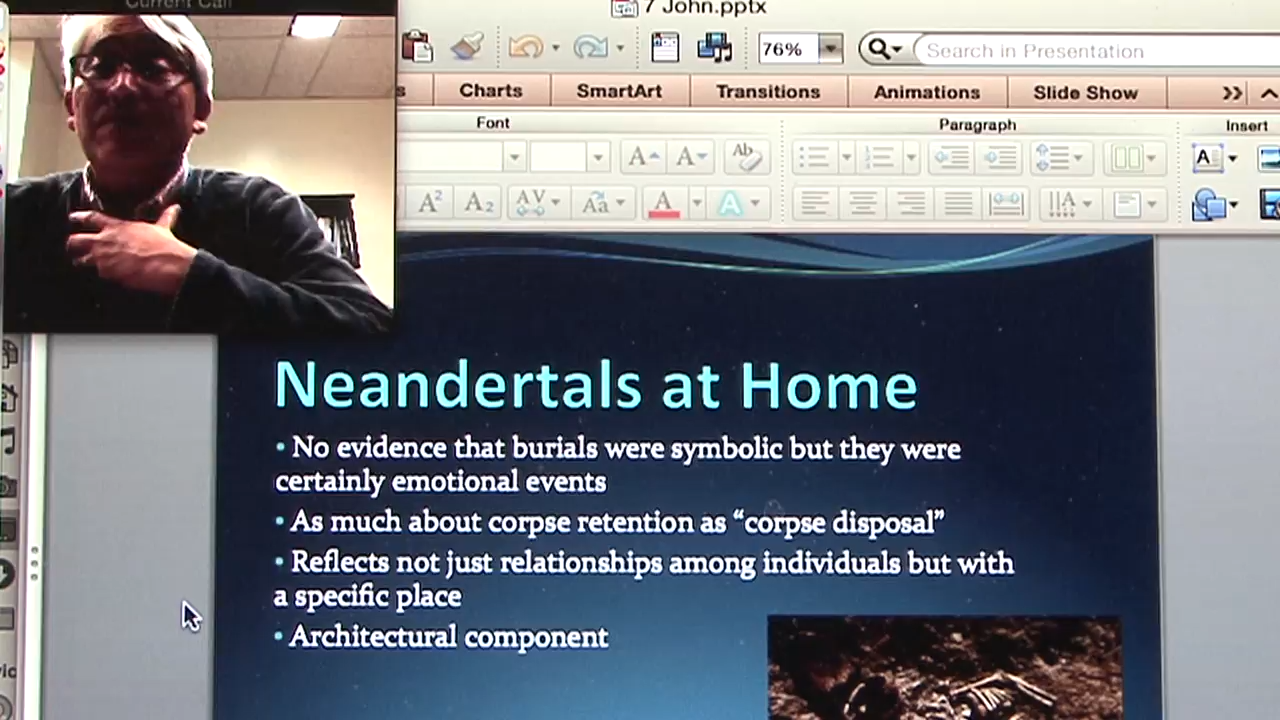 Current Call
7 John.pptx
76%
Search in Presentation
Charts
SmartArt
Transitions
Animations
Slide Show
Font
Paragraph
Insert
Neandertals at Home
• No evidence that burials were symbolic but they were
certainly emotional events
• As much about corpse retention as “corpse disposal”
• Reflects not just relationships among individuals but with
a specific place
• Architectural component